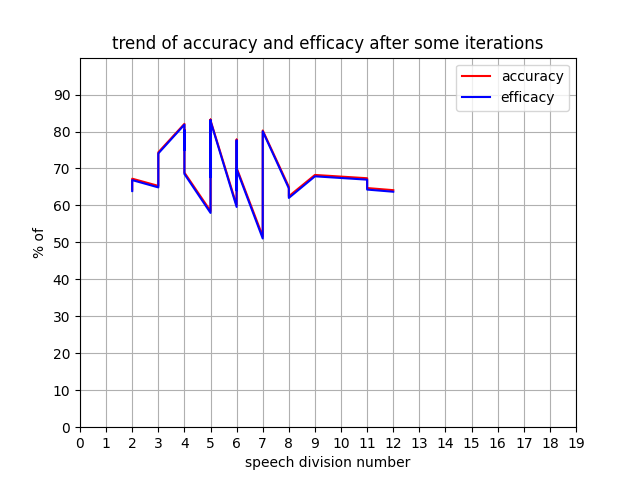 trend of accuracy and efficacy after some iterations
accuracy
efficacy
90
80
70
60
50
40
30
20
10
0
% of
0 1 2 3 4 5 6 7 8 9 10 11 12 13 14 15 16 17 18 19
speech division number